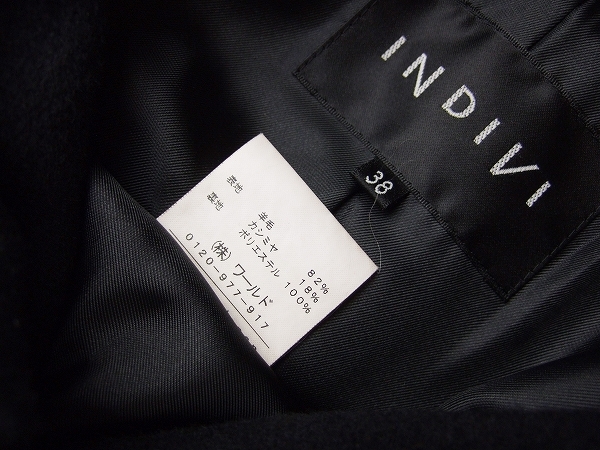 INDIVI
38
表地 羊毛 82%
カシミヤ 18%
裏地 ポリエステル 100%
(株) ワールド
0120-977-917